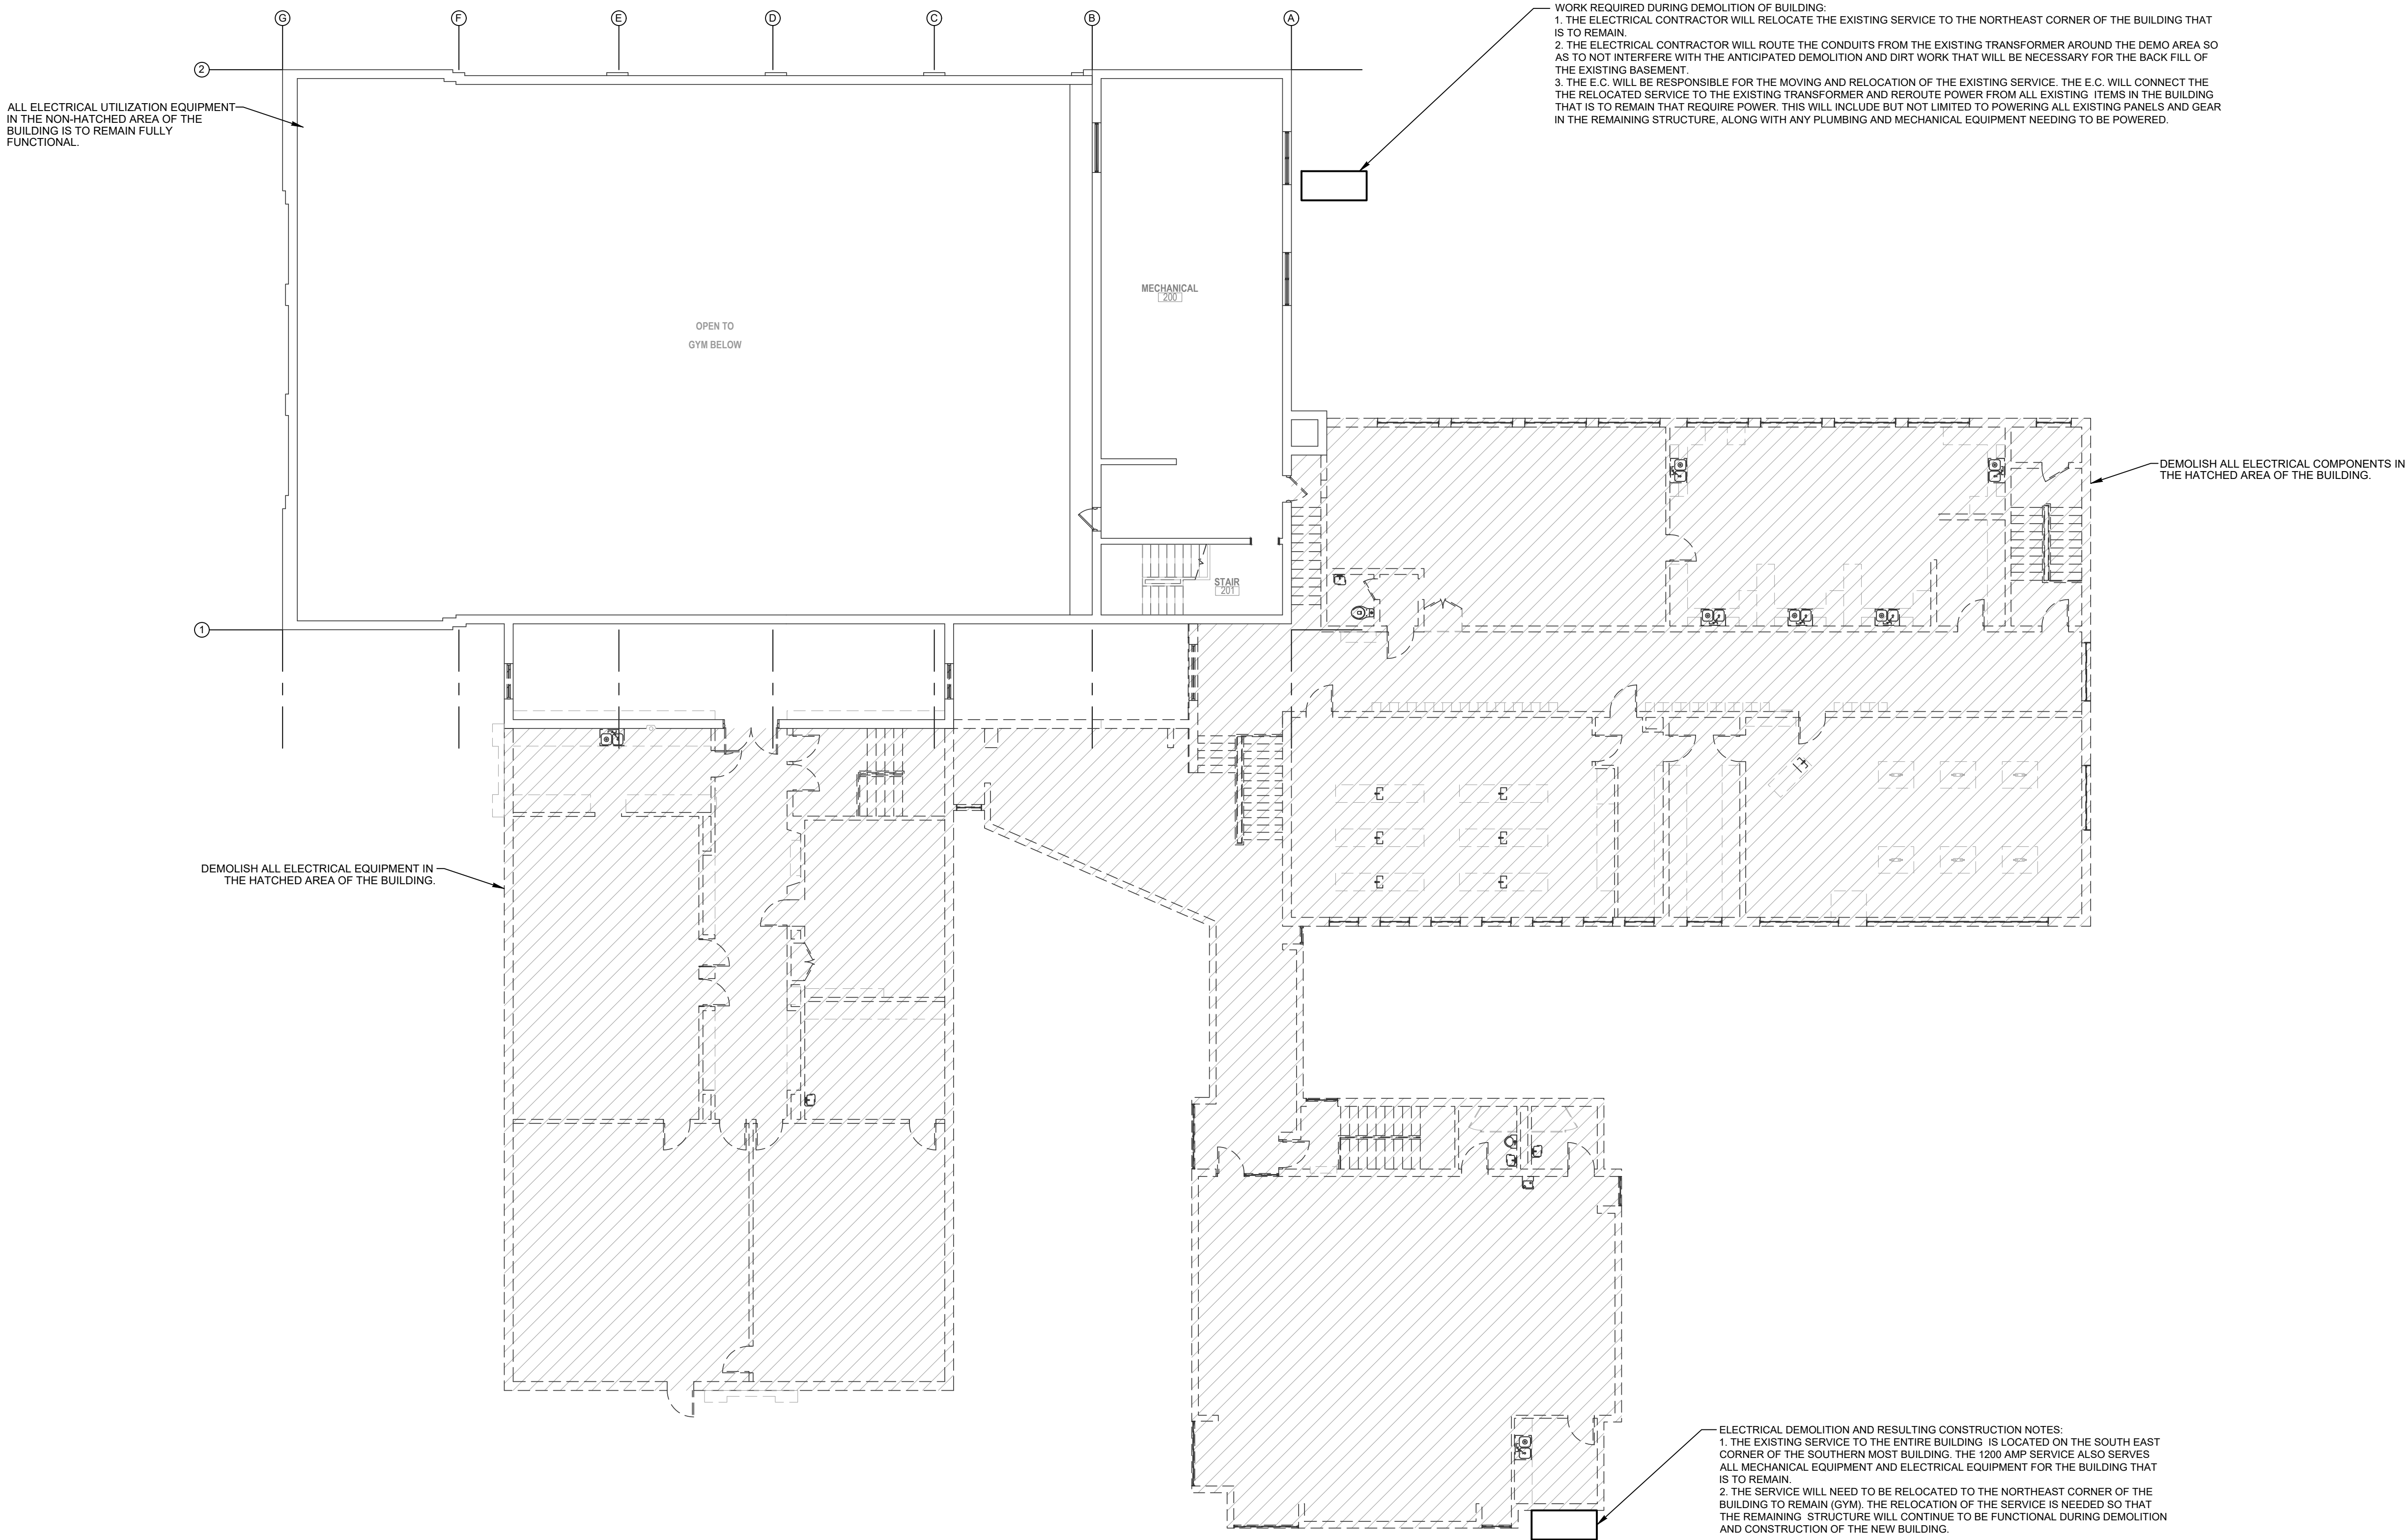 G
F
E
D
C
B
A
WORK REQUIRED DURING DEMOLITION OF BUILDING:
1. THE ELECTRICAL CONTRACTOR WILL RELOCATE THE EXISTING SERVICE TO THE NORTHEAST CORNER OF THE BUILDING THAT
IS TO REMAIN.
2. THE ELECTRICAL CONTRACTOR WILL ROUTE THE CONDUITS FROM THE EXISTING TRANSFORMER AROUND THE DEMO AREA SO
AS TO NOT INTERFERE WITH THE ANTICIPATED DEMOLITION AND DIRT WORK THAT WILL BE NECESSARY FOR THE BACK FILL OF
THE EXISTING BASEMENT.
3. THE E.C. WILL BE RESPONSIBLE FOR THE MOVING AND RELOCATION OF THE EXISTING SERVICE. THE E.C. WILL CONNECT THE
THE RELOCATED SERVICE TO THE EXISTING TRANSFORMER AND REROUTE POWER FROM ALL EXISTING ITEMS IN THE BUILDING
THAT IS TO REMAIN THAT REQUIRE POWER. THIS WILL INCLUDE BUT NOT LIMITED TO POWERING ALL EXISTING PANELS AND GEAR
IN THE REMAINING STRUCTURE, ALONG WITH ANY PLUMBING AND MECHANICAL EQUIPMENT NEEDING TO BE POWERED.
2
ALL ELECTRICAL UTILIZATION EQUIPMENT
IN THE NON-HATCHED AREA OF THE
BUILDING IS TO REMAIN FULLY
FUNCTIONAL.
MECHANICAL
200
OPEN TO
GYM BELOW
DEMOLISH ALL ELECTRICAL COMPONENTS IN
THE HATCHED AREA OF THE BUILDING.
STAIR
201
1
DEMOLISH ALL ELECTRICAL EQUIPMENT IN
THE HATCHED AREA OF THE BUILDING.
ELECTRICAL DEMOLITION AND RESULTING CONSTRUCTION NOTES:
1. THE EXISTING SERVICE TO THE ENTIRE BUILDING IS LOCATED ON THE SOUTH EAST
CORNER OF THE SOUTHERN MOST BUILDING. THE 1200 AMP SERVICE ALSO SERVES
ALL MECHANICAL EQUIPMENT AND ELECTRICAL EQUIPMENT FOR THE BUILDING THAT
IS TO REMAIN.
2. THE SERVICE WILL NEED TO BE RELOCATED TO THE NORTHEAST CORNER OF THE
BUILDING TO REMAIN (GYM). THE RELOCATION OF THE SERVICE IS NEEDED SO THAT
THE REMAINING STRUCTURE WILL CONTINUE TO BE FUNCTIONAL DURING DEMOLITION
AND CONSTRUCTION OF THE NEW BUILDING.